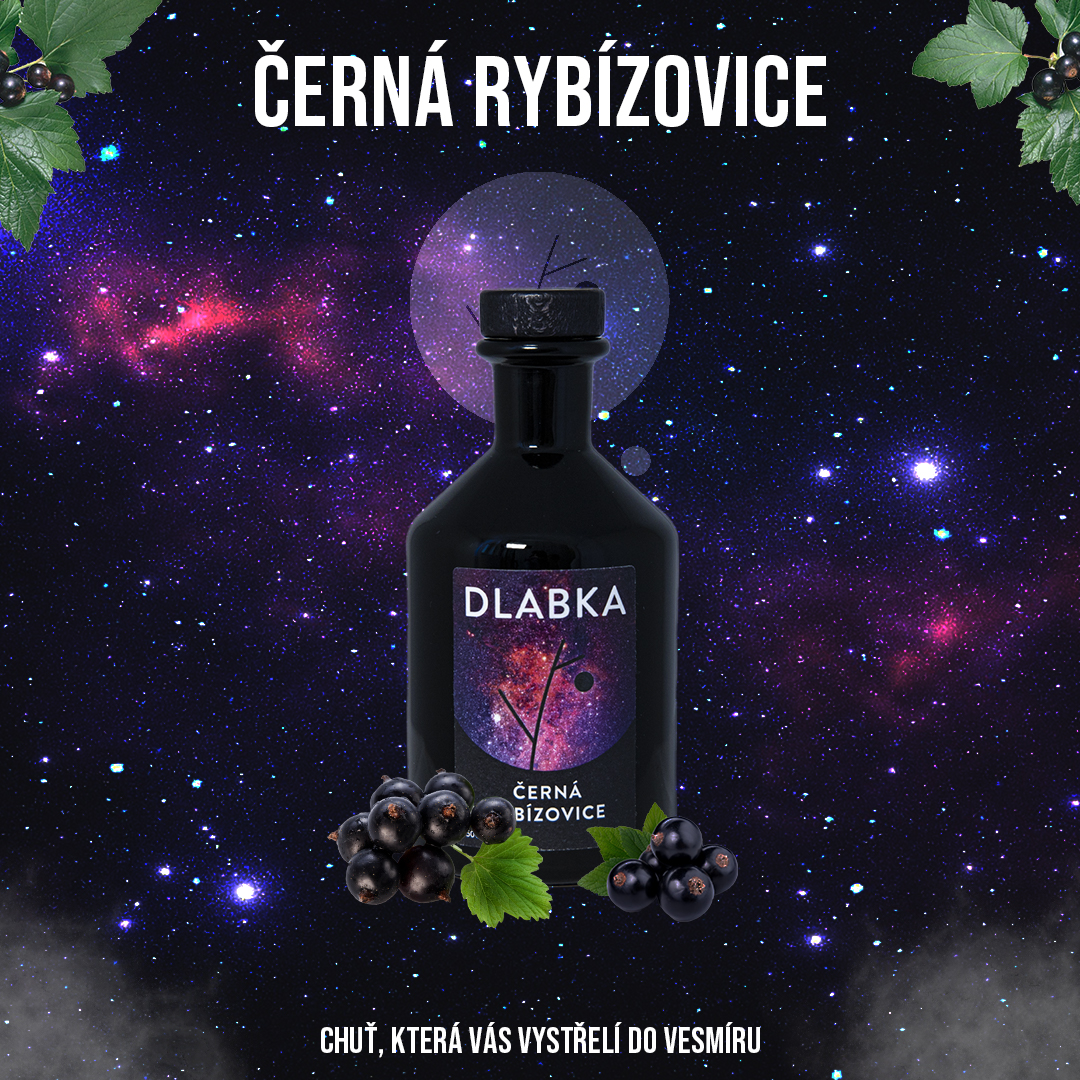 ČERNÁ RYBÍZOVICE
DLABKA
ČERNÁ
BÍZOVICE
CHUŤ, KTERÁ VÁS VYSTŘELÍ DO VESMÍRU